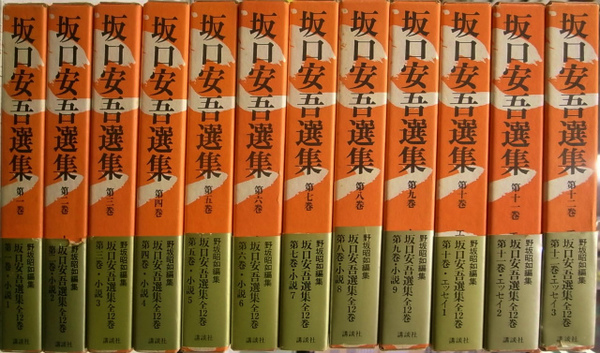 坂口安吾選集
第一巻
野坂昭如編集
坂口安吾選集全12巻
第一巻・小説1
坂口安吾選集
第二巻
野坂昭如編集
坂口安吾選集全12巻
第二巻・小説2
坂口安吾選集
第三巻
野坂昭如編集
坂口安吾選集全12巻
第三巻・小説3
講談社
坂口安吾選集
第四巻
野坂昭如編集
坂口安吾選集全12巻
第四巻・小説4
講談社
坂口安吾選集
第五巻
野坂昭如編集
坂口安吾選集全12巻
第五巻・小説5
講談社
坂口安吾選集
第六巻
野坂昭如編集
坂口安吾選集全12巻
第六巻・小説6
講談社
坂口安吾選集
第七巻
野坂昭如編集
坂口安吾選集全12巻
第七巻・小説7
講談社
坂口安吾選集
第八巻
野坂昭如編集
坂口安吾選集全12巻
第八巻・小説8
講談社
坂口安吾選集
第九巻
野坂昭如編集
坂口安吾選集全12巻
第九巻・小説9
講談社
坂口安吾選集
第十巻
野坂昭如編集
坂口安吾選集全12巻
第十巻・エッセイ1
講談社
坂口安吾選集
第十一巻
野坂昭如編集
坂口安吾選集全12巻
第十一巻・エッセイ2
講談社
坂口安吾選集
第十二巻
野坂昭如編集
坂口安吾選集全12巻
第十二巻・エッセイ3
講談社